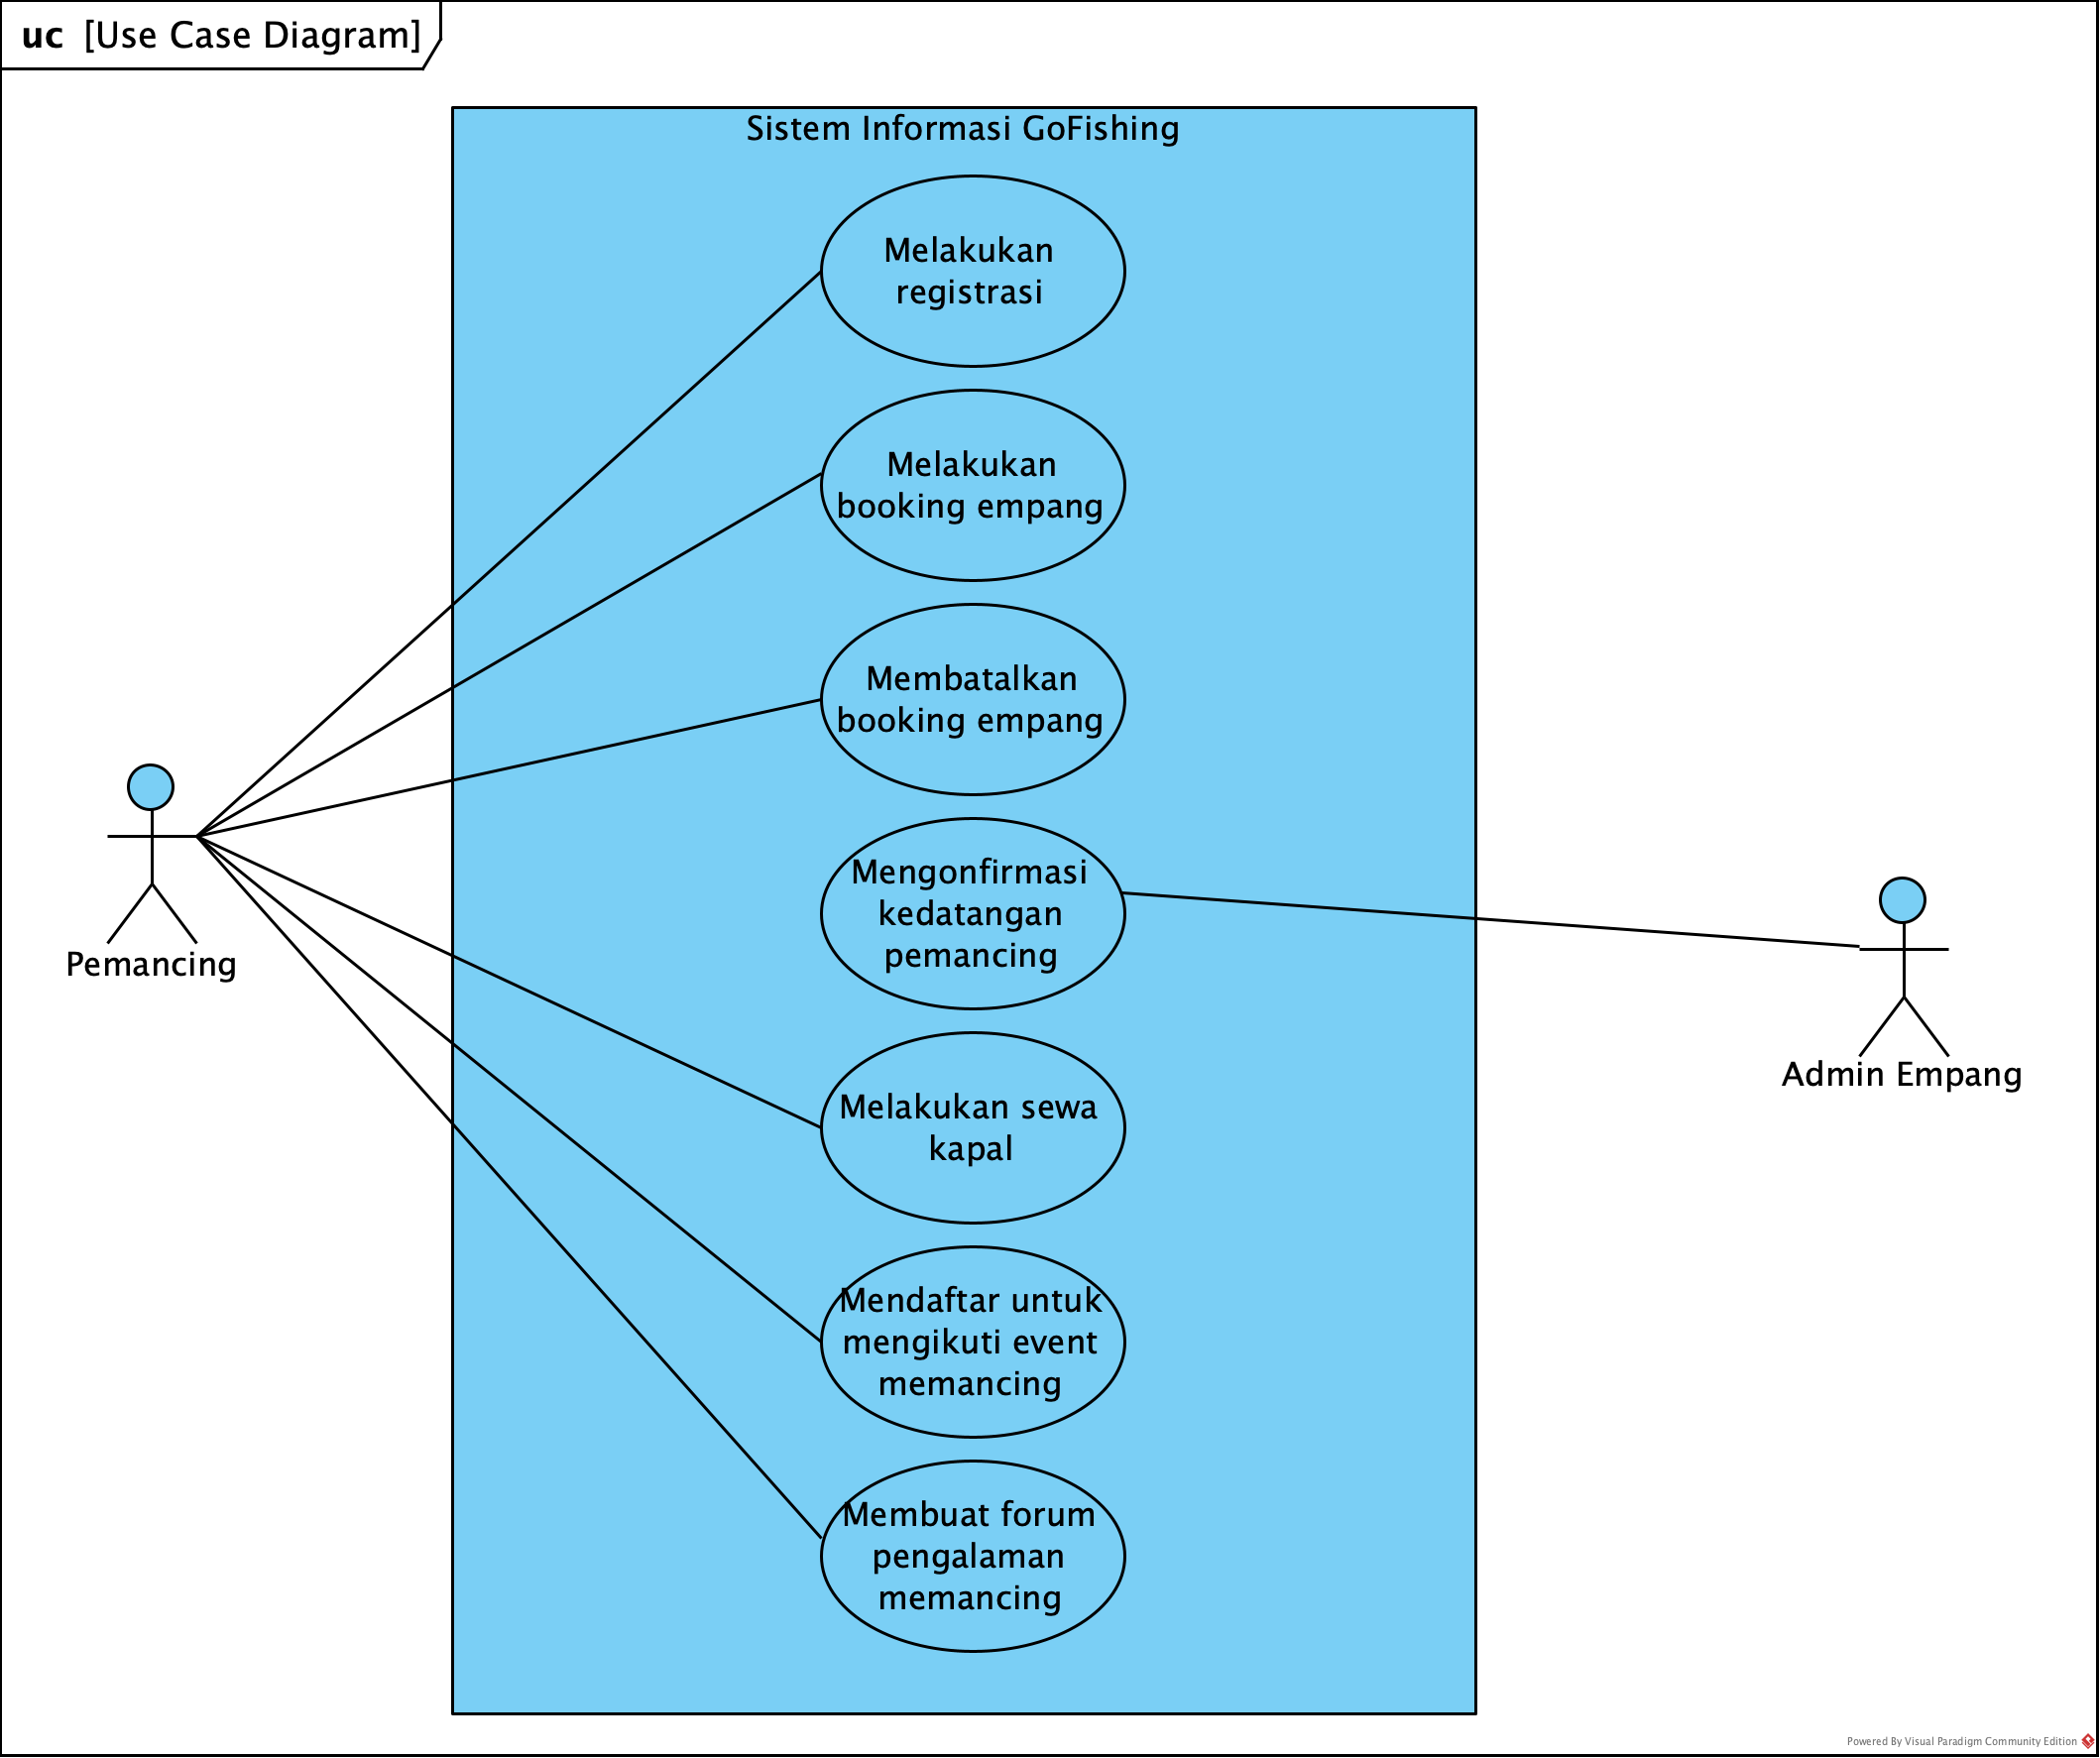 uc [Use Case Diagram]
Sistem Informasi GoFishing
Melakukan
registrasi
Melakukan
booking empang
Membatalkan
booking empang
Mengonfirmasi
kedatangan
pemancing
Pemancing
Admin Empang
Melakukan sewa
kapal
Mendaftar untuk
mengikuti event
memancing
Membuat forum
pengalaman
memancing
Powered By Visual Paradigm Community Edition